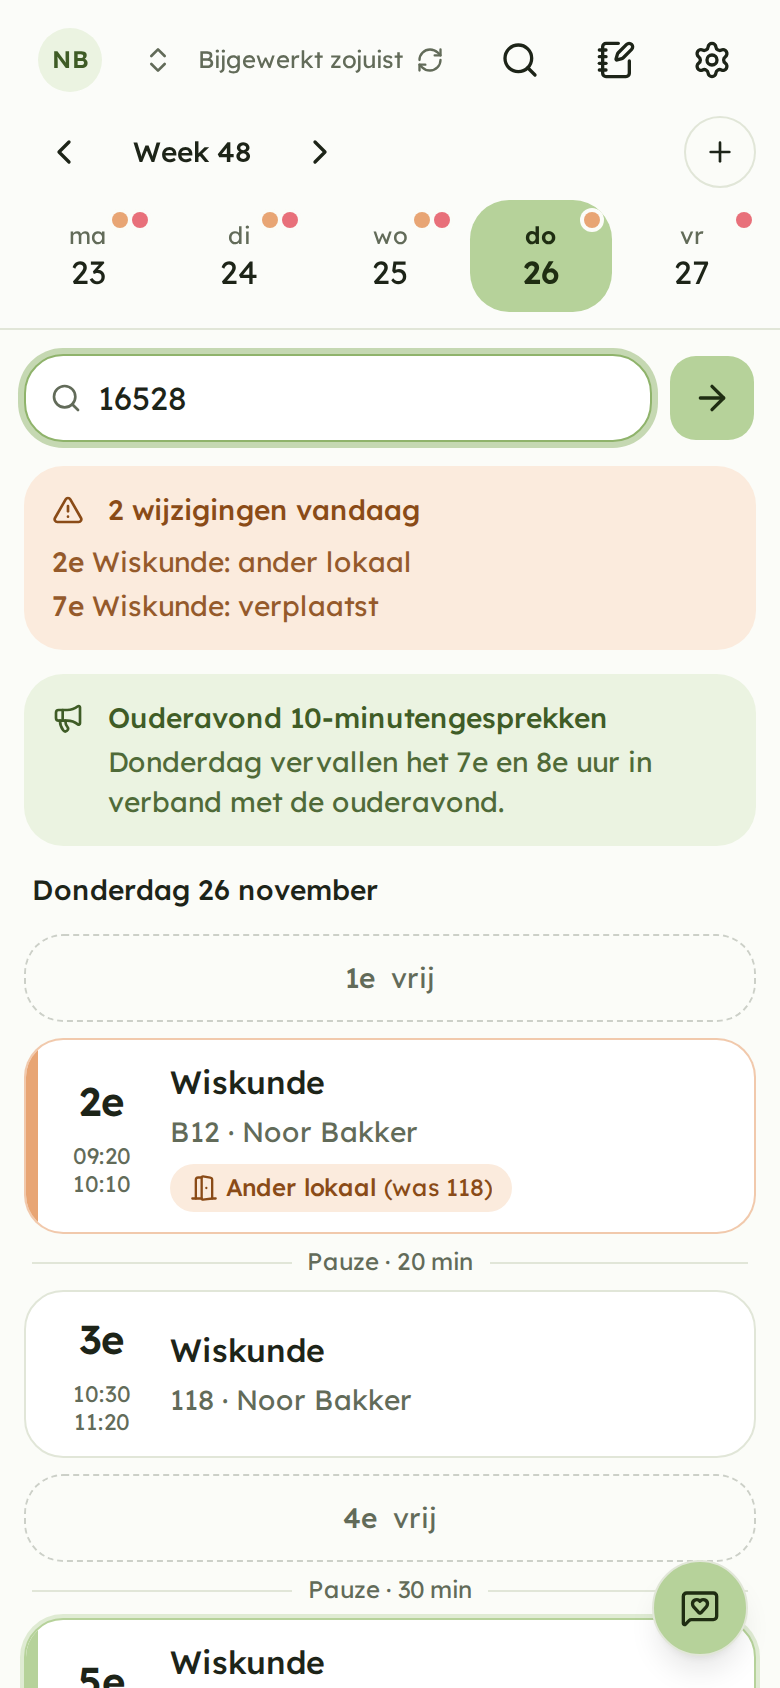 NB
Bijgewerkt zojuist
Week 48
ma di wo do vr
23 24 25 26 27
16528
2 wijzigingen vandaag
2e Wiskunde: ander lokaal
7e Wiskunde: verplaatst
Ouderavond 10-minutengesprekken
Donderdag vervallen het 7e en 8e uur in
verband met de ouderavond.
Donderdag 26 november
1e vrij
2e
09:20
10:10
Wiskunde
B12 · Noor Bakker
Ander lokaal (was 118)
Pauze · 20 min
3e
10:30
11:20
Wiskunde
118 · Noor Bakker
4e vrij
Pauze · 30 min
5e
Wiskunde